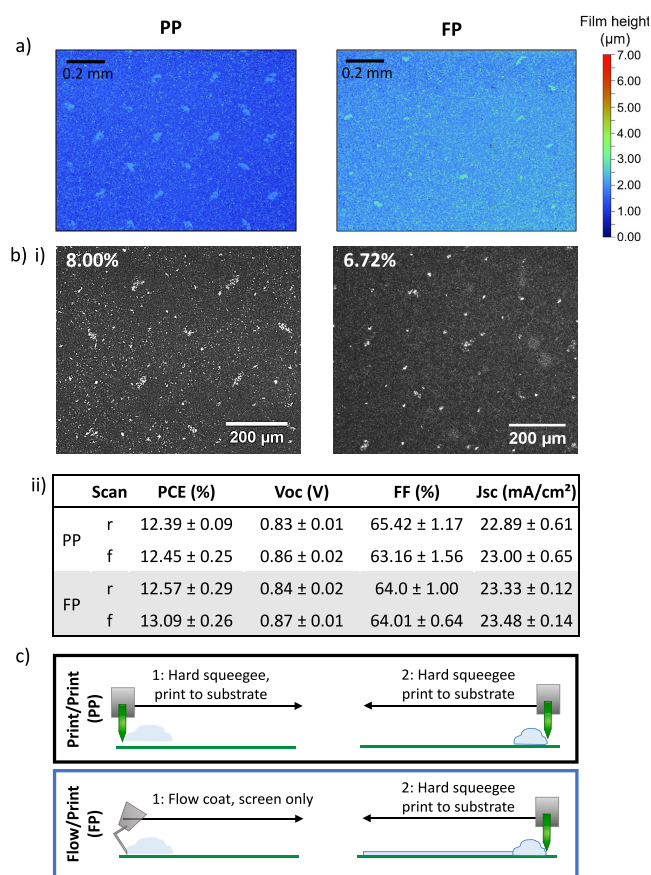 PP
FP
Film height
(µm)
a)
0.2 mm
0.2 mm
7.00
6.00
5.00
4.00
3.00
2.00
1.00
0.00
b) i)
8.00%
6.72%
200 µm
200 µm
ii)
Scan PCE (%) Voc (V) FF (%) Jsc (mA/cm²)
PP
r 12.39 ± 0.09 0.83 ± 0.01 65.42 ± 1.17 22.89 ± 0.61
f 12.45 ± 0.25 0.86 ± 0.02 63.16 ± 1.56 23.00 ± 0.65
FP
r 12.57 ± 0.29 0.84 ± 0.02 64.0 ± 1.00 23.33 ± 0.12
f 13.09 ± 0.26 0.87 ± 0.01 64.01 ± 0.64 23.48 ± 0.14
c)
Print/Print
(PP)
1: Hard squeegee,
print to substrate
2: Hard squeegee
print to substrate
Flow/Print
(FP)
1: Flow coat, screen only
2: Hard squeegee
print to substrate